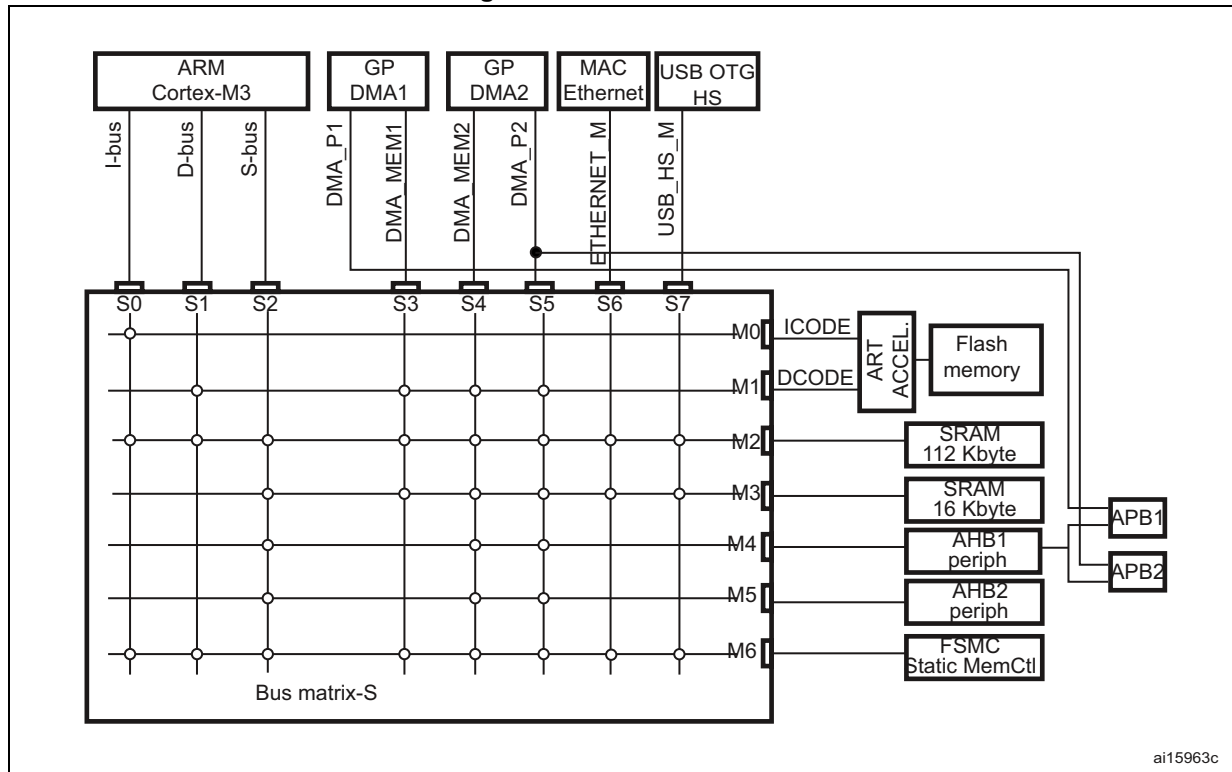 ARM
Cortex-M3
GP
DMA1
GP
DMA2
MAC
Ethernet
USB OTG
HS
I-bus
D-bus
S-bus
DMA_P1
DMA_MEM1
DMA_MEM2
DMA_P2
ETHERNET_M
USB_HS_M
S0 S1 S2 S3 S4 S5 S6 S7
M0
ICODE
ART
ACCEL.
Flash
memory
M1
DCODE
M2
SRAM
112 Kbyte
M3
SRAM
16 Kbyte
APB1
M4
AHB1
periph
APB2
M5
AHB2
periph
M6
FSMC
Static MemCtl
Bus matrix-S
ai15963c